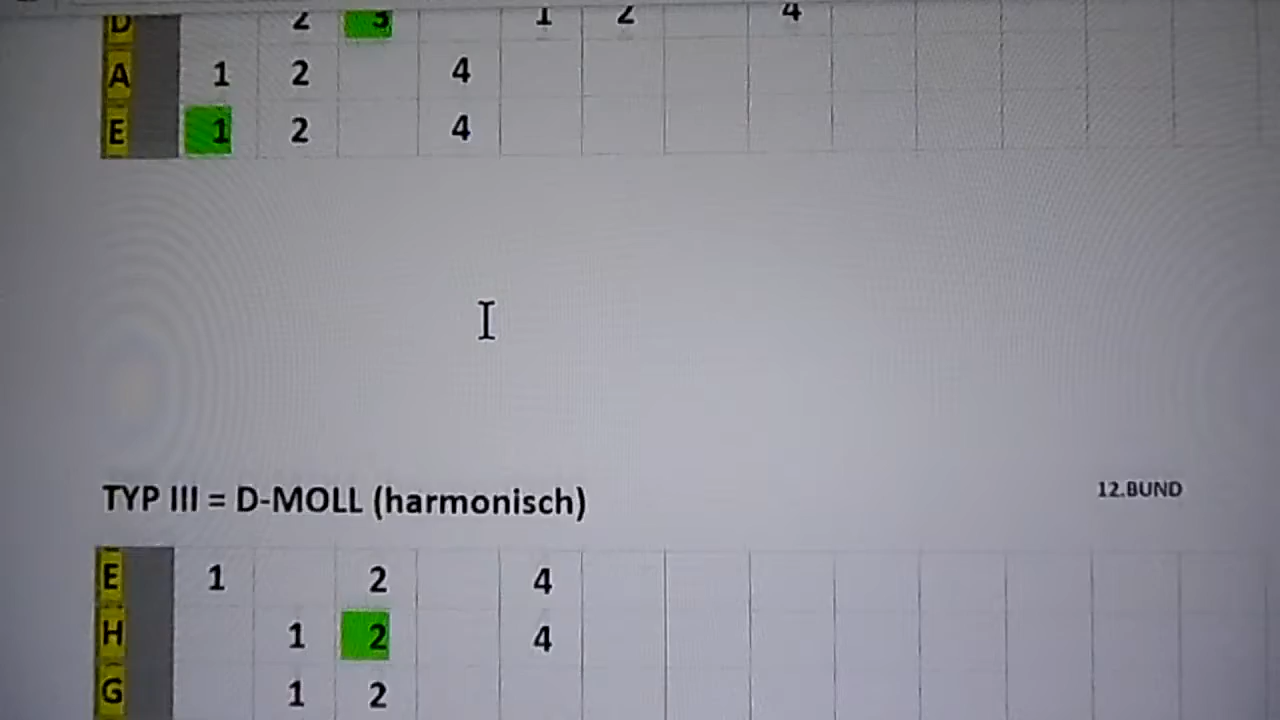 D 2 3 1 2 4
A 1 2 4
E 1 2 4
TYP III = D-MOLL (harmonisch)
12.BUND
E 1 2 4
H 1 2 4
G 1 2